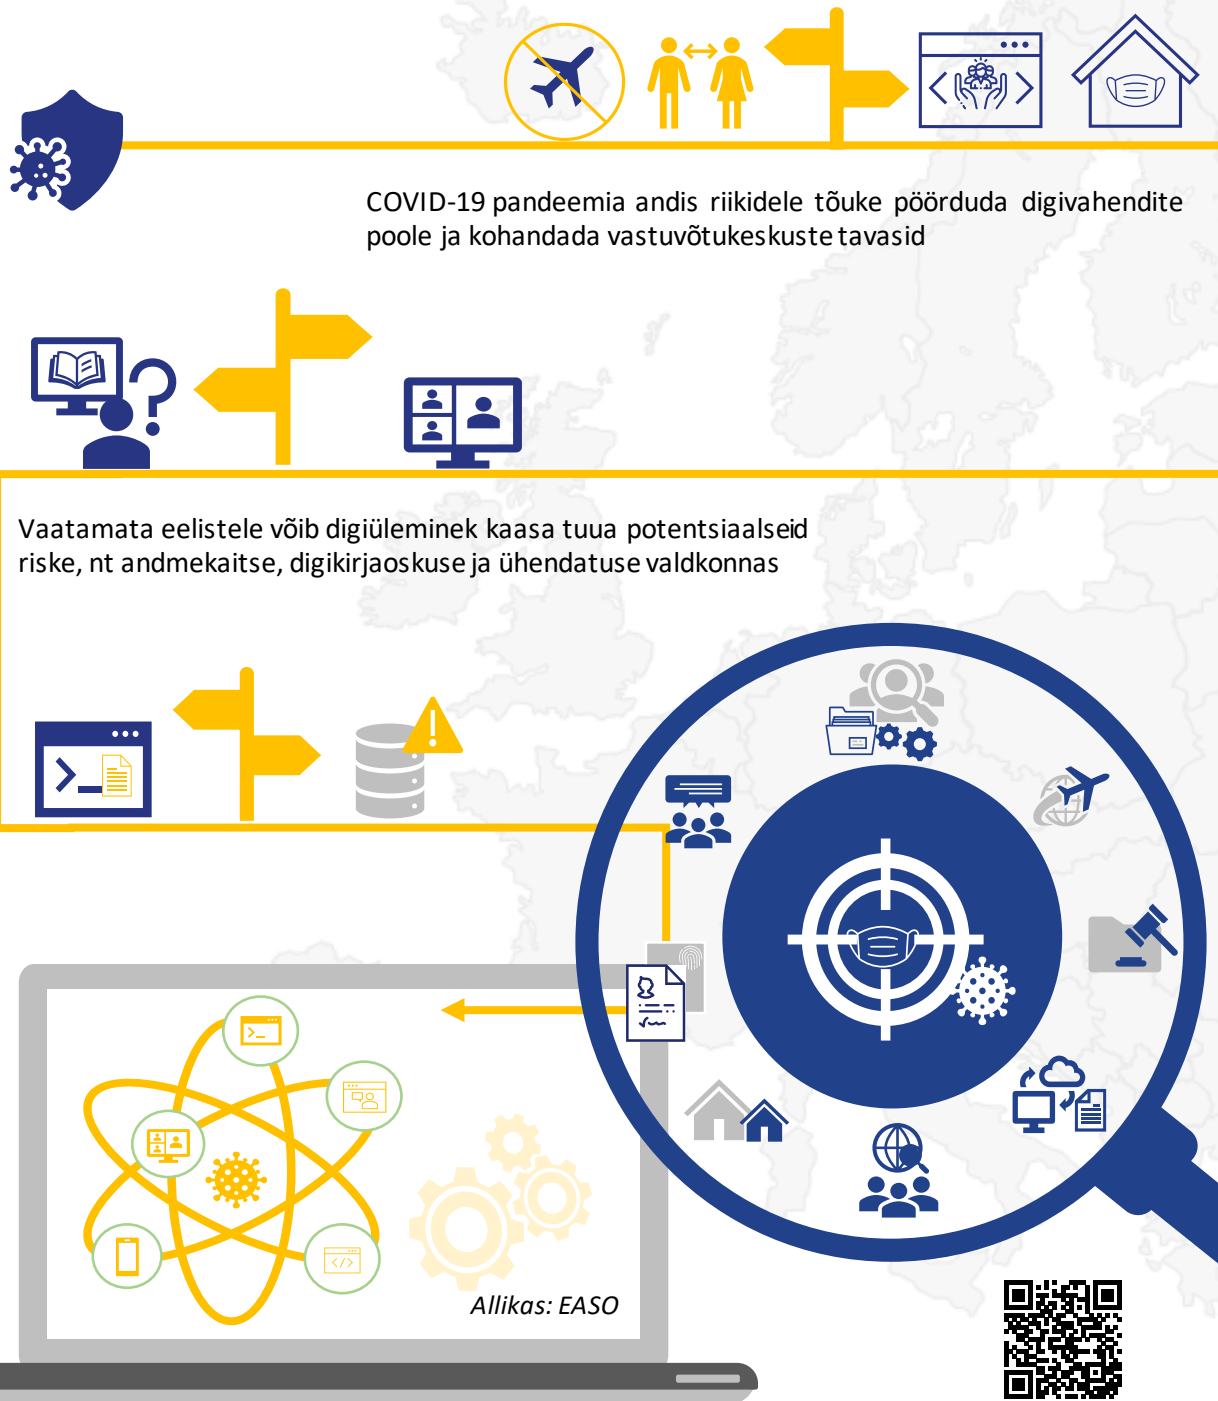 COVID-19 pandeemia andis riikidele tõuke pöörduda digivahendite
poole ja kohandada vastuvõtukeskuste tavasid
Vaatamata eelistele võib digiüleminek kaasa tuua potentsiaalseid
riske, nt andmekaitse, digikirjaoskuse ja ühendatuse valdkonnas
Allikas: EASO